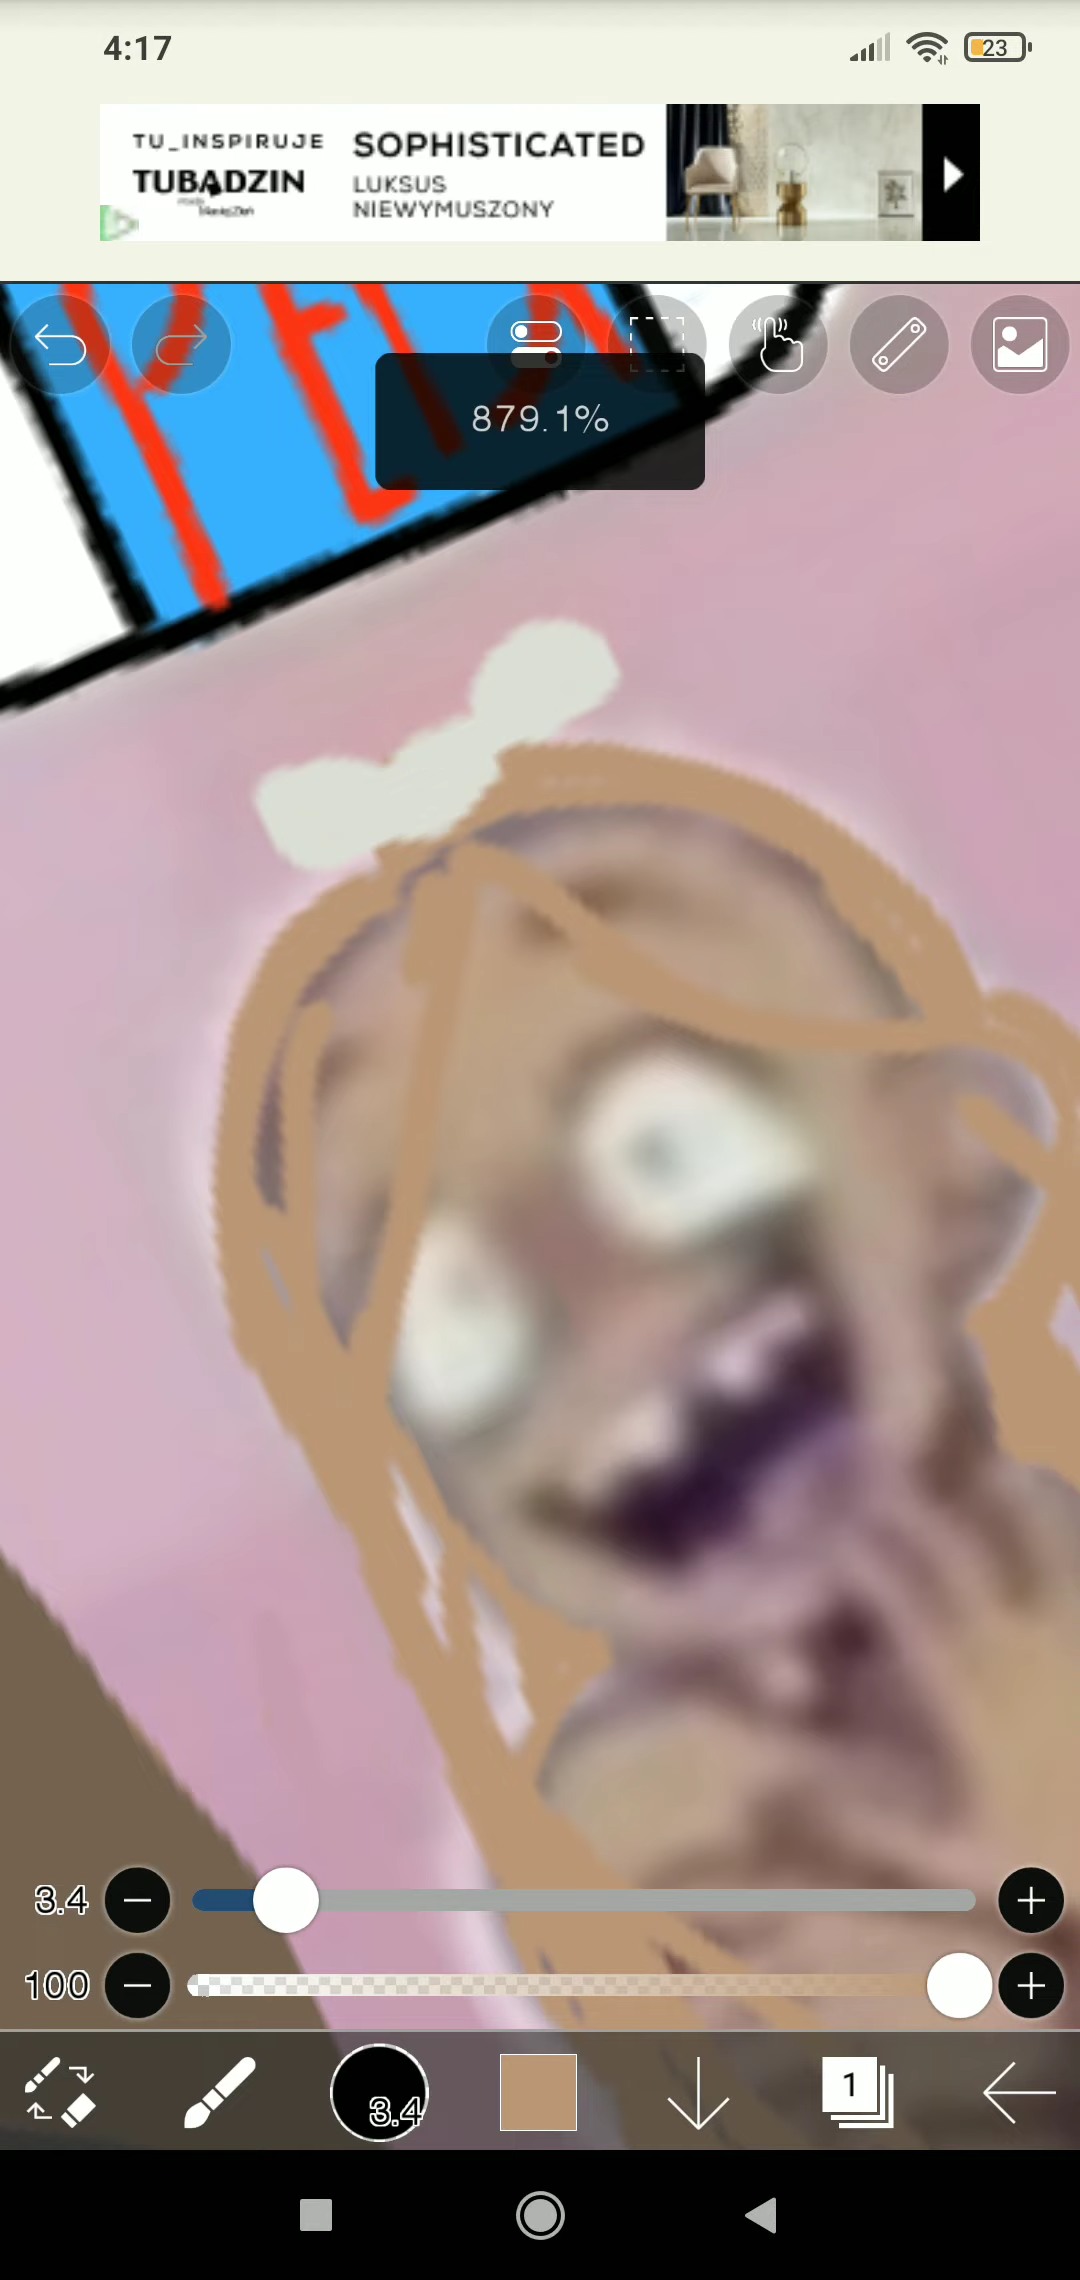 4:17
23
TU_INSPIRUJE
TUBĄDZIN
SOPHISTICATED
LUKSUS
NIEWYMUSZONY
879.1%
3.4
100
3.4
1